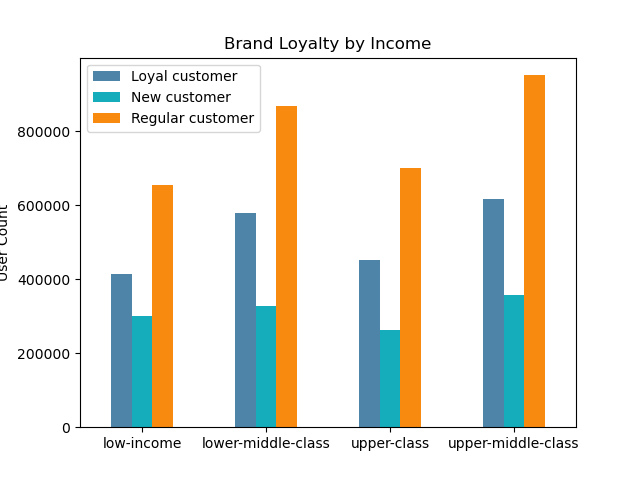 Brand Loyalty by Income
Loyal customer
New customer
Regular customer
800000
600000
400000
200000
0
User Count
low-income
lower-middle-class
upper-class
upper-middle-class